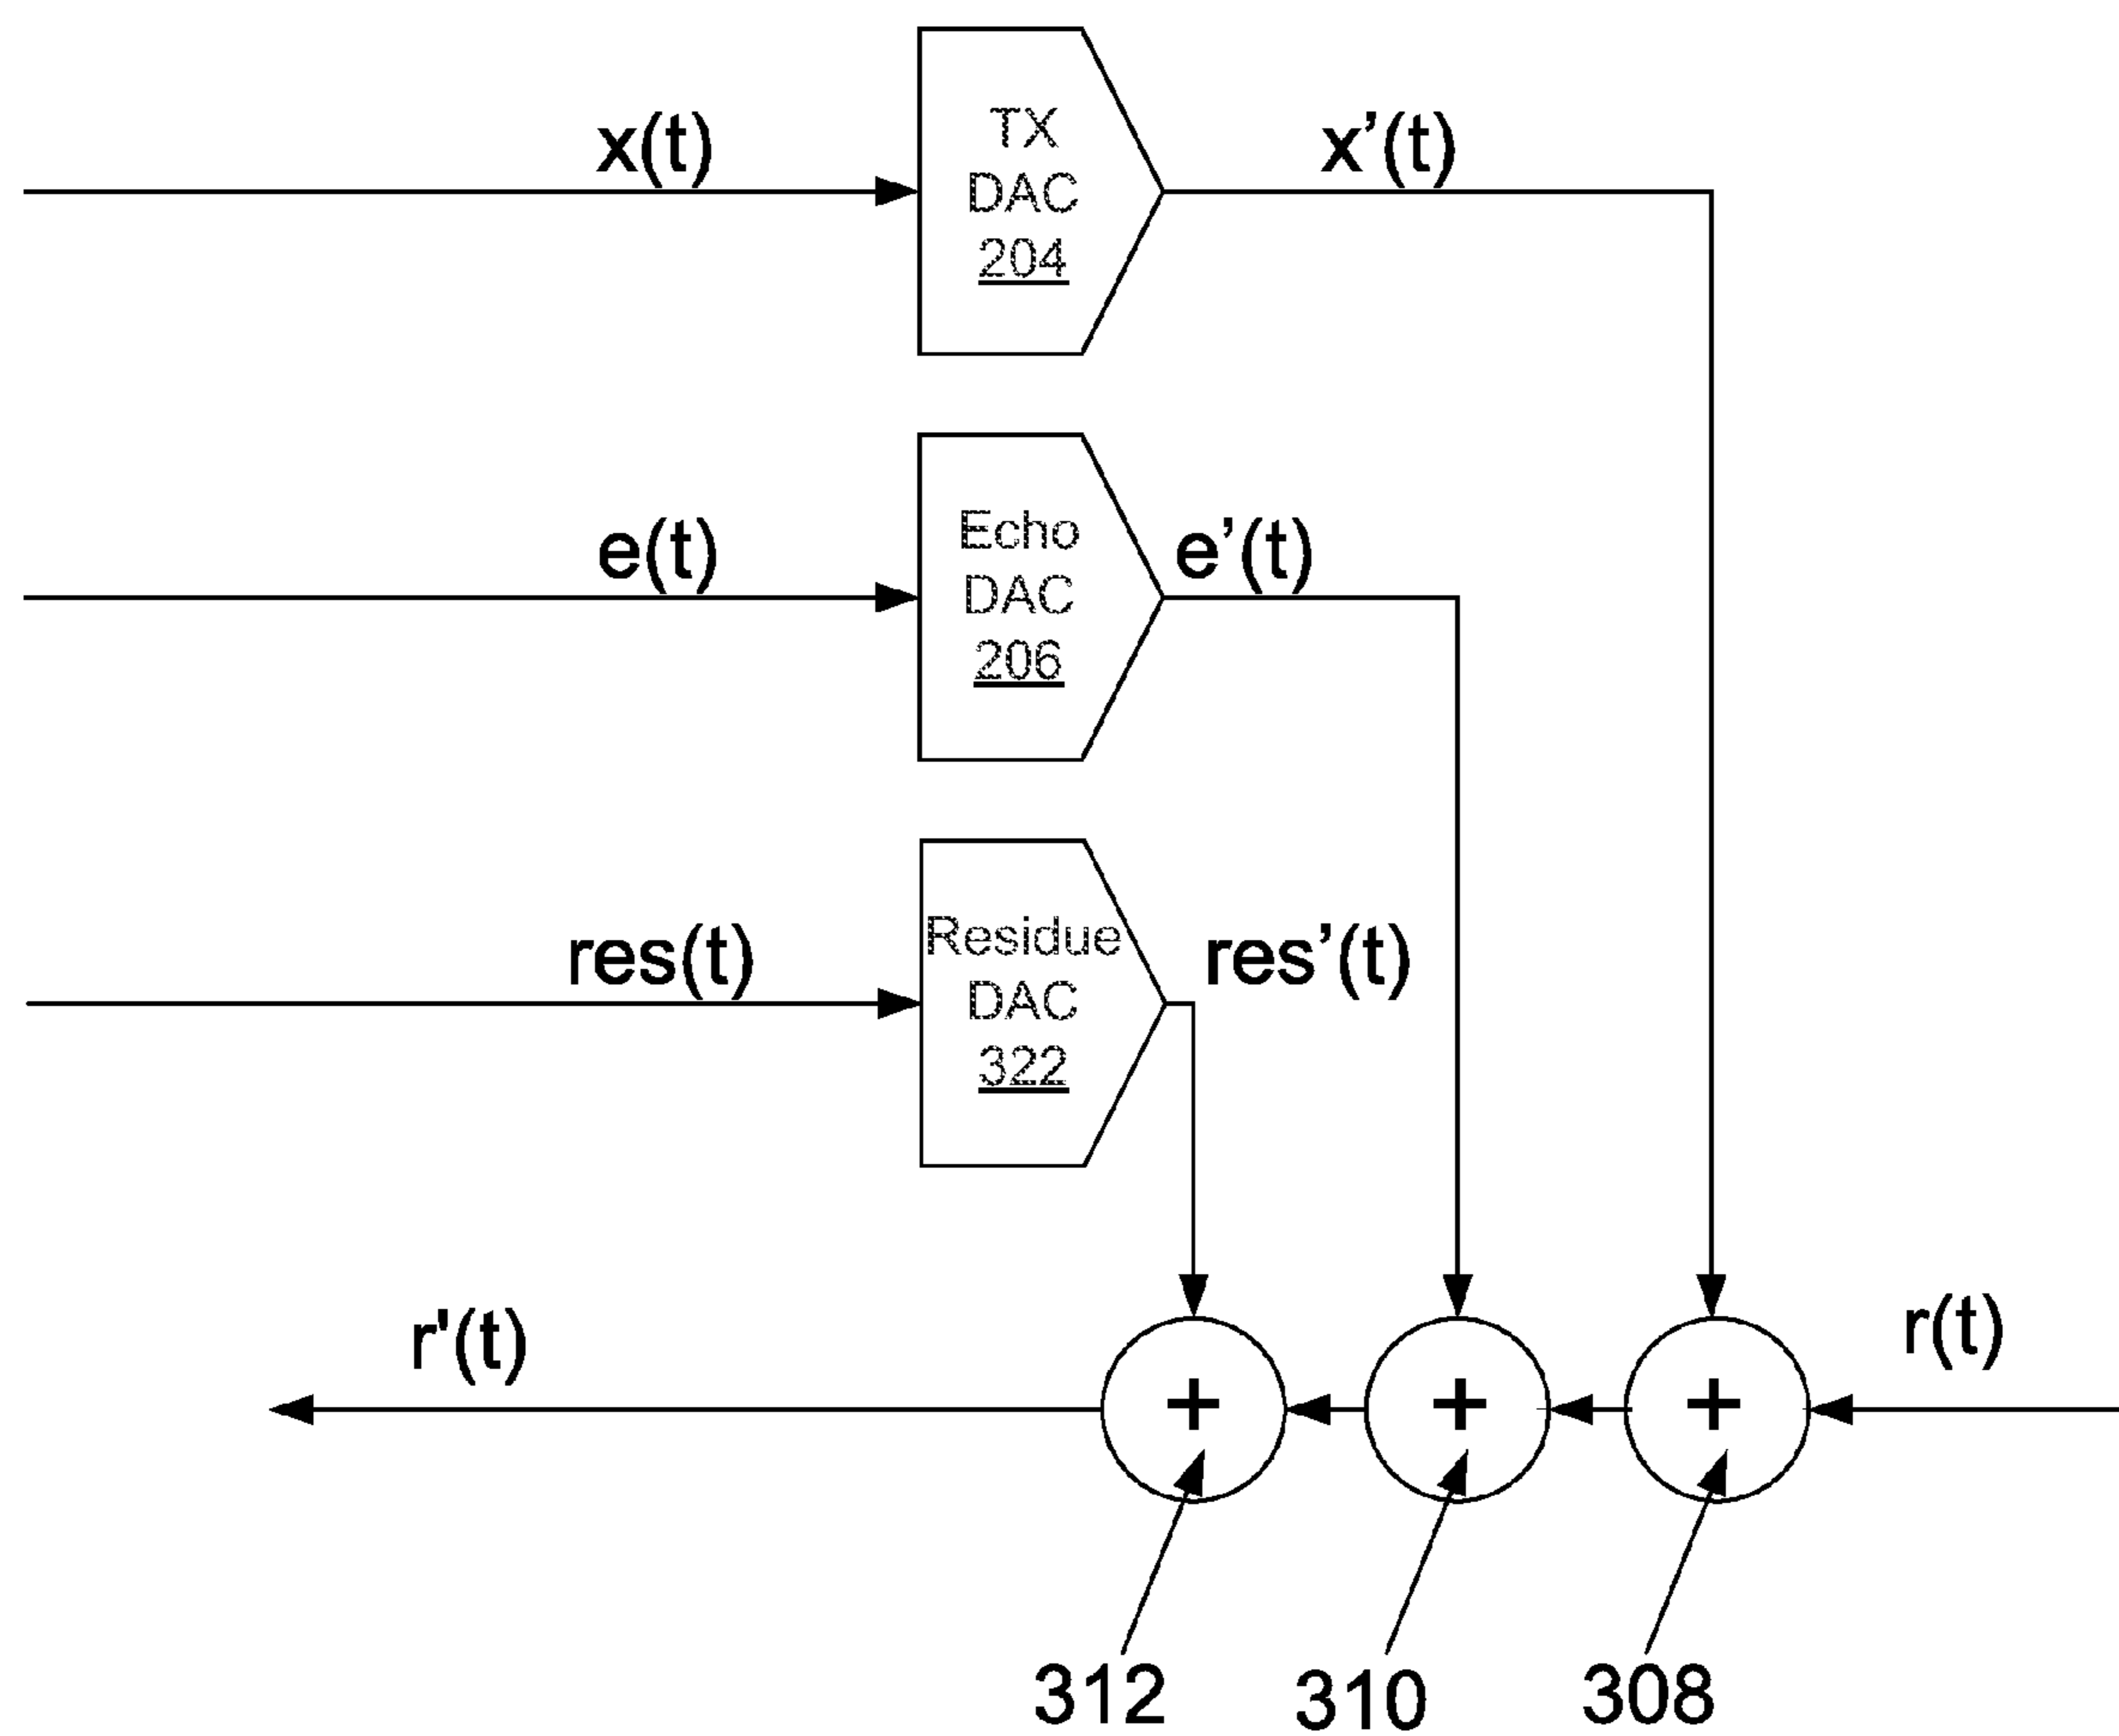 x(t)
TX
DAC
204
x’(t)
e(t)
Echo
DAC
206
e’(t)
res(t)
Residue
DAC
322
res’(t)
r'(t)
+
+
+
r(t)
312
310
308